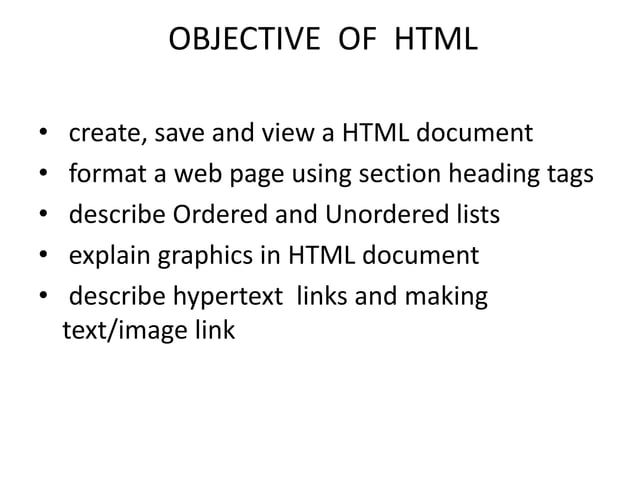 OBJECTIVE OF HTML
• create, save and view a HTML document
• format a web page using section heading tags
• describe Ordered and Unordered lists
• explain graphics in HTML document
• describe hypertext links and making
text/image link